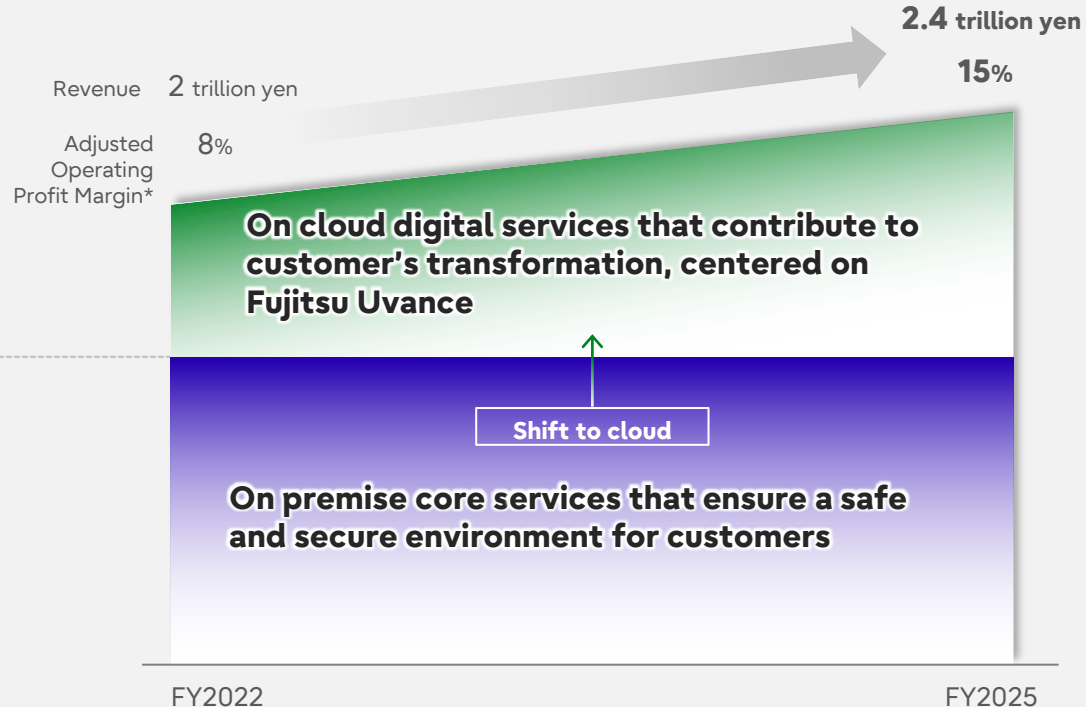 2.4 trillion yen
15%
Revenue 2 trillion yen
Adjusted
Operating
Profit Margin*
8%
On cloud digital services that contribute to
customer's transformation, centered on
Fujitsu Uvance
Shift to cloud
On premise core services that ensure a safe
and secure environment for customers
FY2022
FY2025